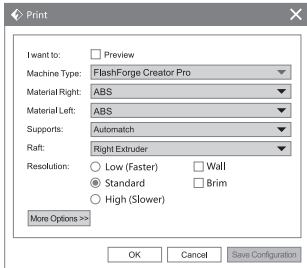 Print
I want to: Preview
Machine Type: FlashForge Creator Pro
Material Right: ABS
Material Left: ABS
Supports: Automatch
Raft: Right Extruder
Resolution: Low (Faster) Wall
Standard Brim
High (Slower)
More Options >>
OK Cancel Save Configuration